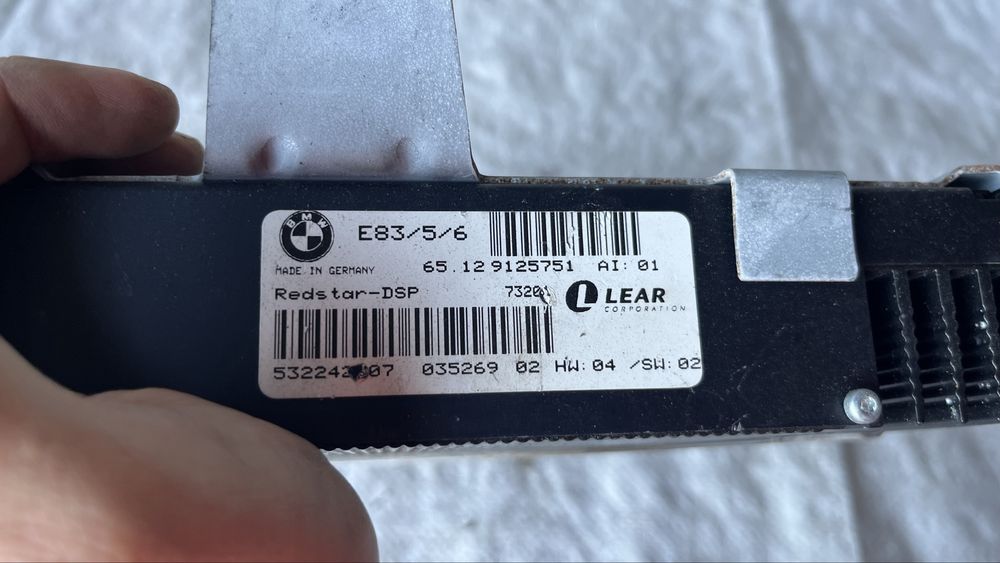 BMW
E83/5/6
MADE IN GERMANY
65.12 9125751 AI: 01
Redstar-DSP
LEAR
CORPORATION
035269 02 HW: 04 /SW: 02